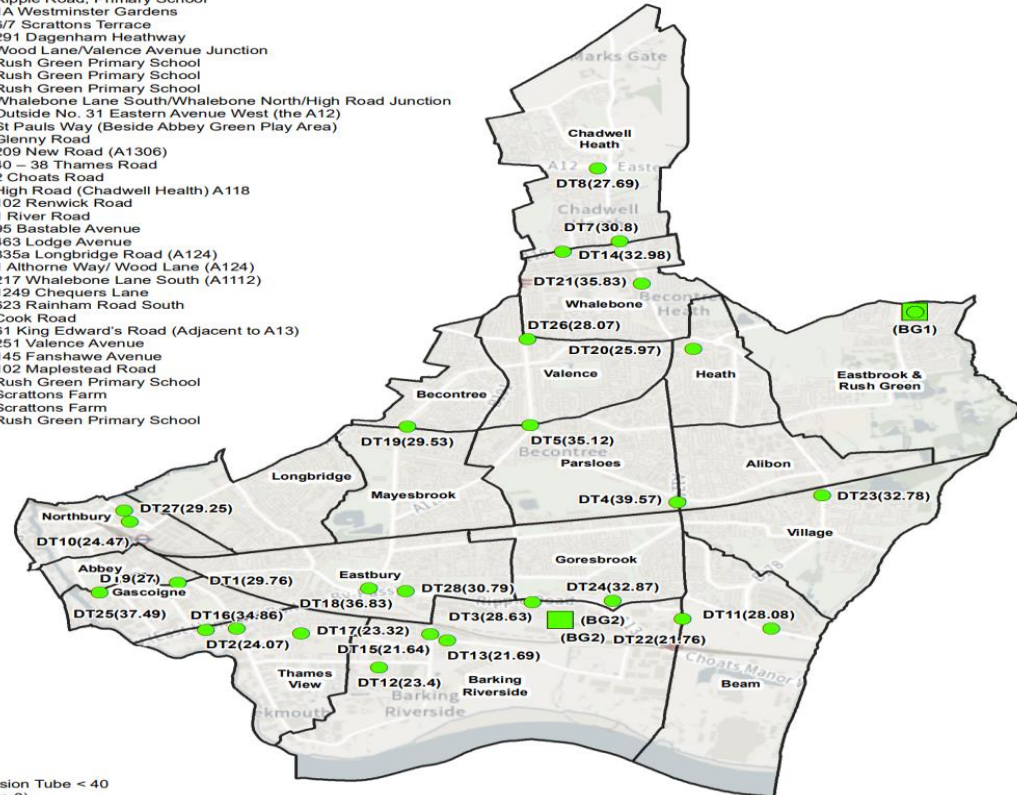 Ripple Road, Primary School
1A Westminster Gardens
6/7 Scrattons Terrace
291 Dagenham Heathway
Wood Lane/Valence Avenue Junction
Rush Green Primary School
Rush Green Primary School
Rush Green Primary School
Whalebone Lane South/Whalebone North/High Road Junction
Outside No. 31 Eastern Avenue West (the A12)
St Pauls Way (Beside Abbey Green Play Area)
Glenny Road
209 New Road (A1306)
40 – 38 Thames Road
2 Choats Road
High Road (Chadwell Health) A118
102 Renwick Road
1 River Road
95 Bastable Avenue
463 Lodge Avenue
335a Longbridge Road (A124)
1 Althorne Way/ Wood Lane (A124)
217 Whalebone Lane South (A1112)
1249 Chequers Lane
623 Rainham Road South
Cook Road
61 King Edward's Road (Adjacent to A13)
251 Valence Avenue
145 Fanshawe Avenue
102 Maplestead Road
Rush Green Primary School
Scrattons Farm
Scrattons Farm
Rush Green Primary School
Marks Gate
Chadwell
Heath
A12 Easte
DT8(27.69)
Chadwell
DT7(30.8)
DT14(32.98)
DT21(35.83)
Becontree
Heath
Whalebone
(BG1)
DT26(28.07)
DT20(25.97)
Valence
Heath
Eastbrook &
Rush Green
Becontree
DT19(29.53)
DT5(35.12)
Becontree
Parsloes
Alibon
Longbridge
Mayesbrook
DT4(39.57)
DT23(32.78)
Northbury
DT27(29.25)
Village
DT10(24.47)
Goresbrook
Abbey
DT9(27)
DT1(29.76)
Eastbury
Gascoigne
DT28(30.79)
DT24(32.87)
DT25(37.49)
DT16(34.86)
DT18(36.83)
Ripple Road
DT3(28.63)
(BG2)
DT11(28.08)
DT2(24.07)
DT17(23.32)
DT15(21.64)
(BG2)
DT22(21.76)
DT13(21.69)
Choats Manor
Thames
View
DT12(23.4)
Barking
Riverside
Beam
Barking
Riverside
sion Tube < 40